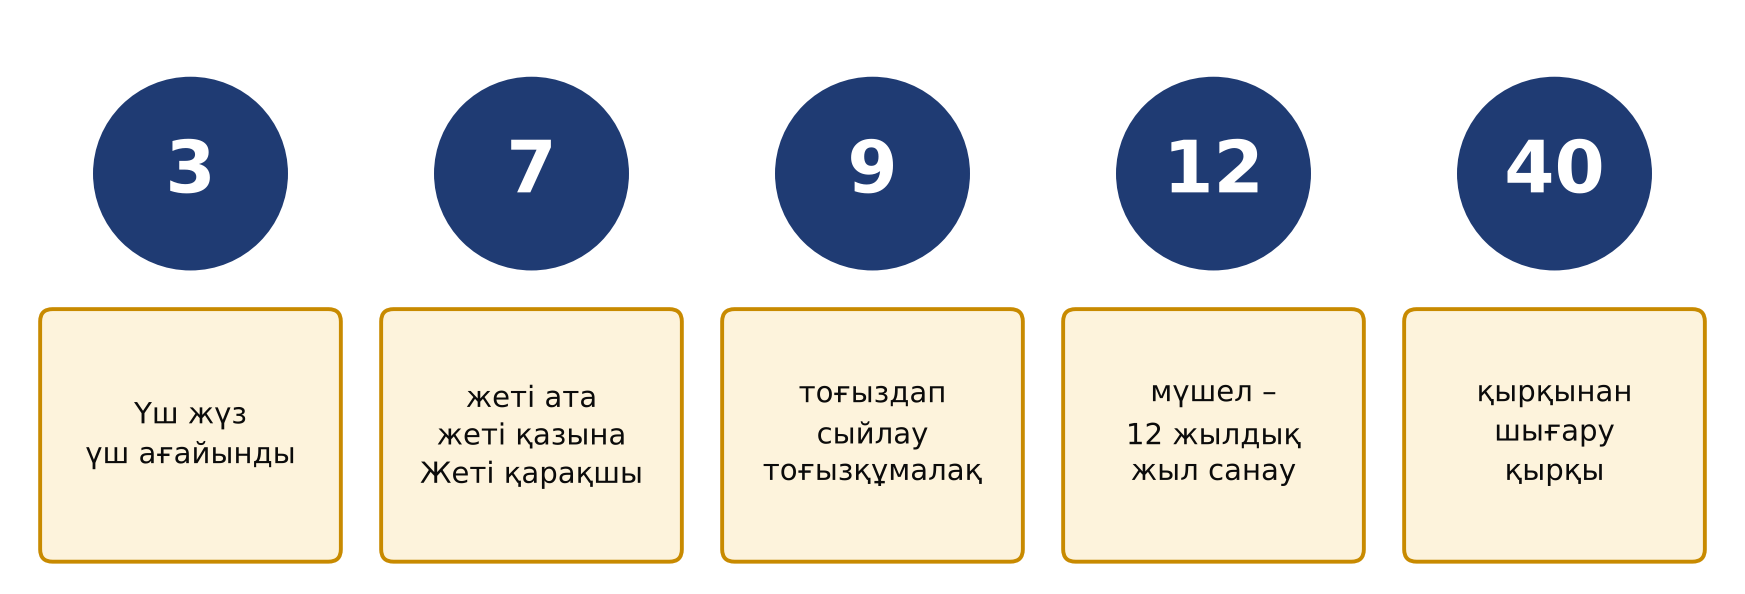 3
Үш жүз
үш ағайынды
7
жеті ата
жеті қазына
Жеті қарақшы
9
тоғыздап
сыйлау
тоғызқұмалақ
12
мүшел –
12 жылдық
жыл санау
40
қырқынан
шығару
қырқы